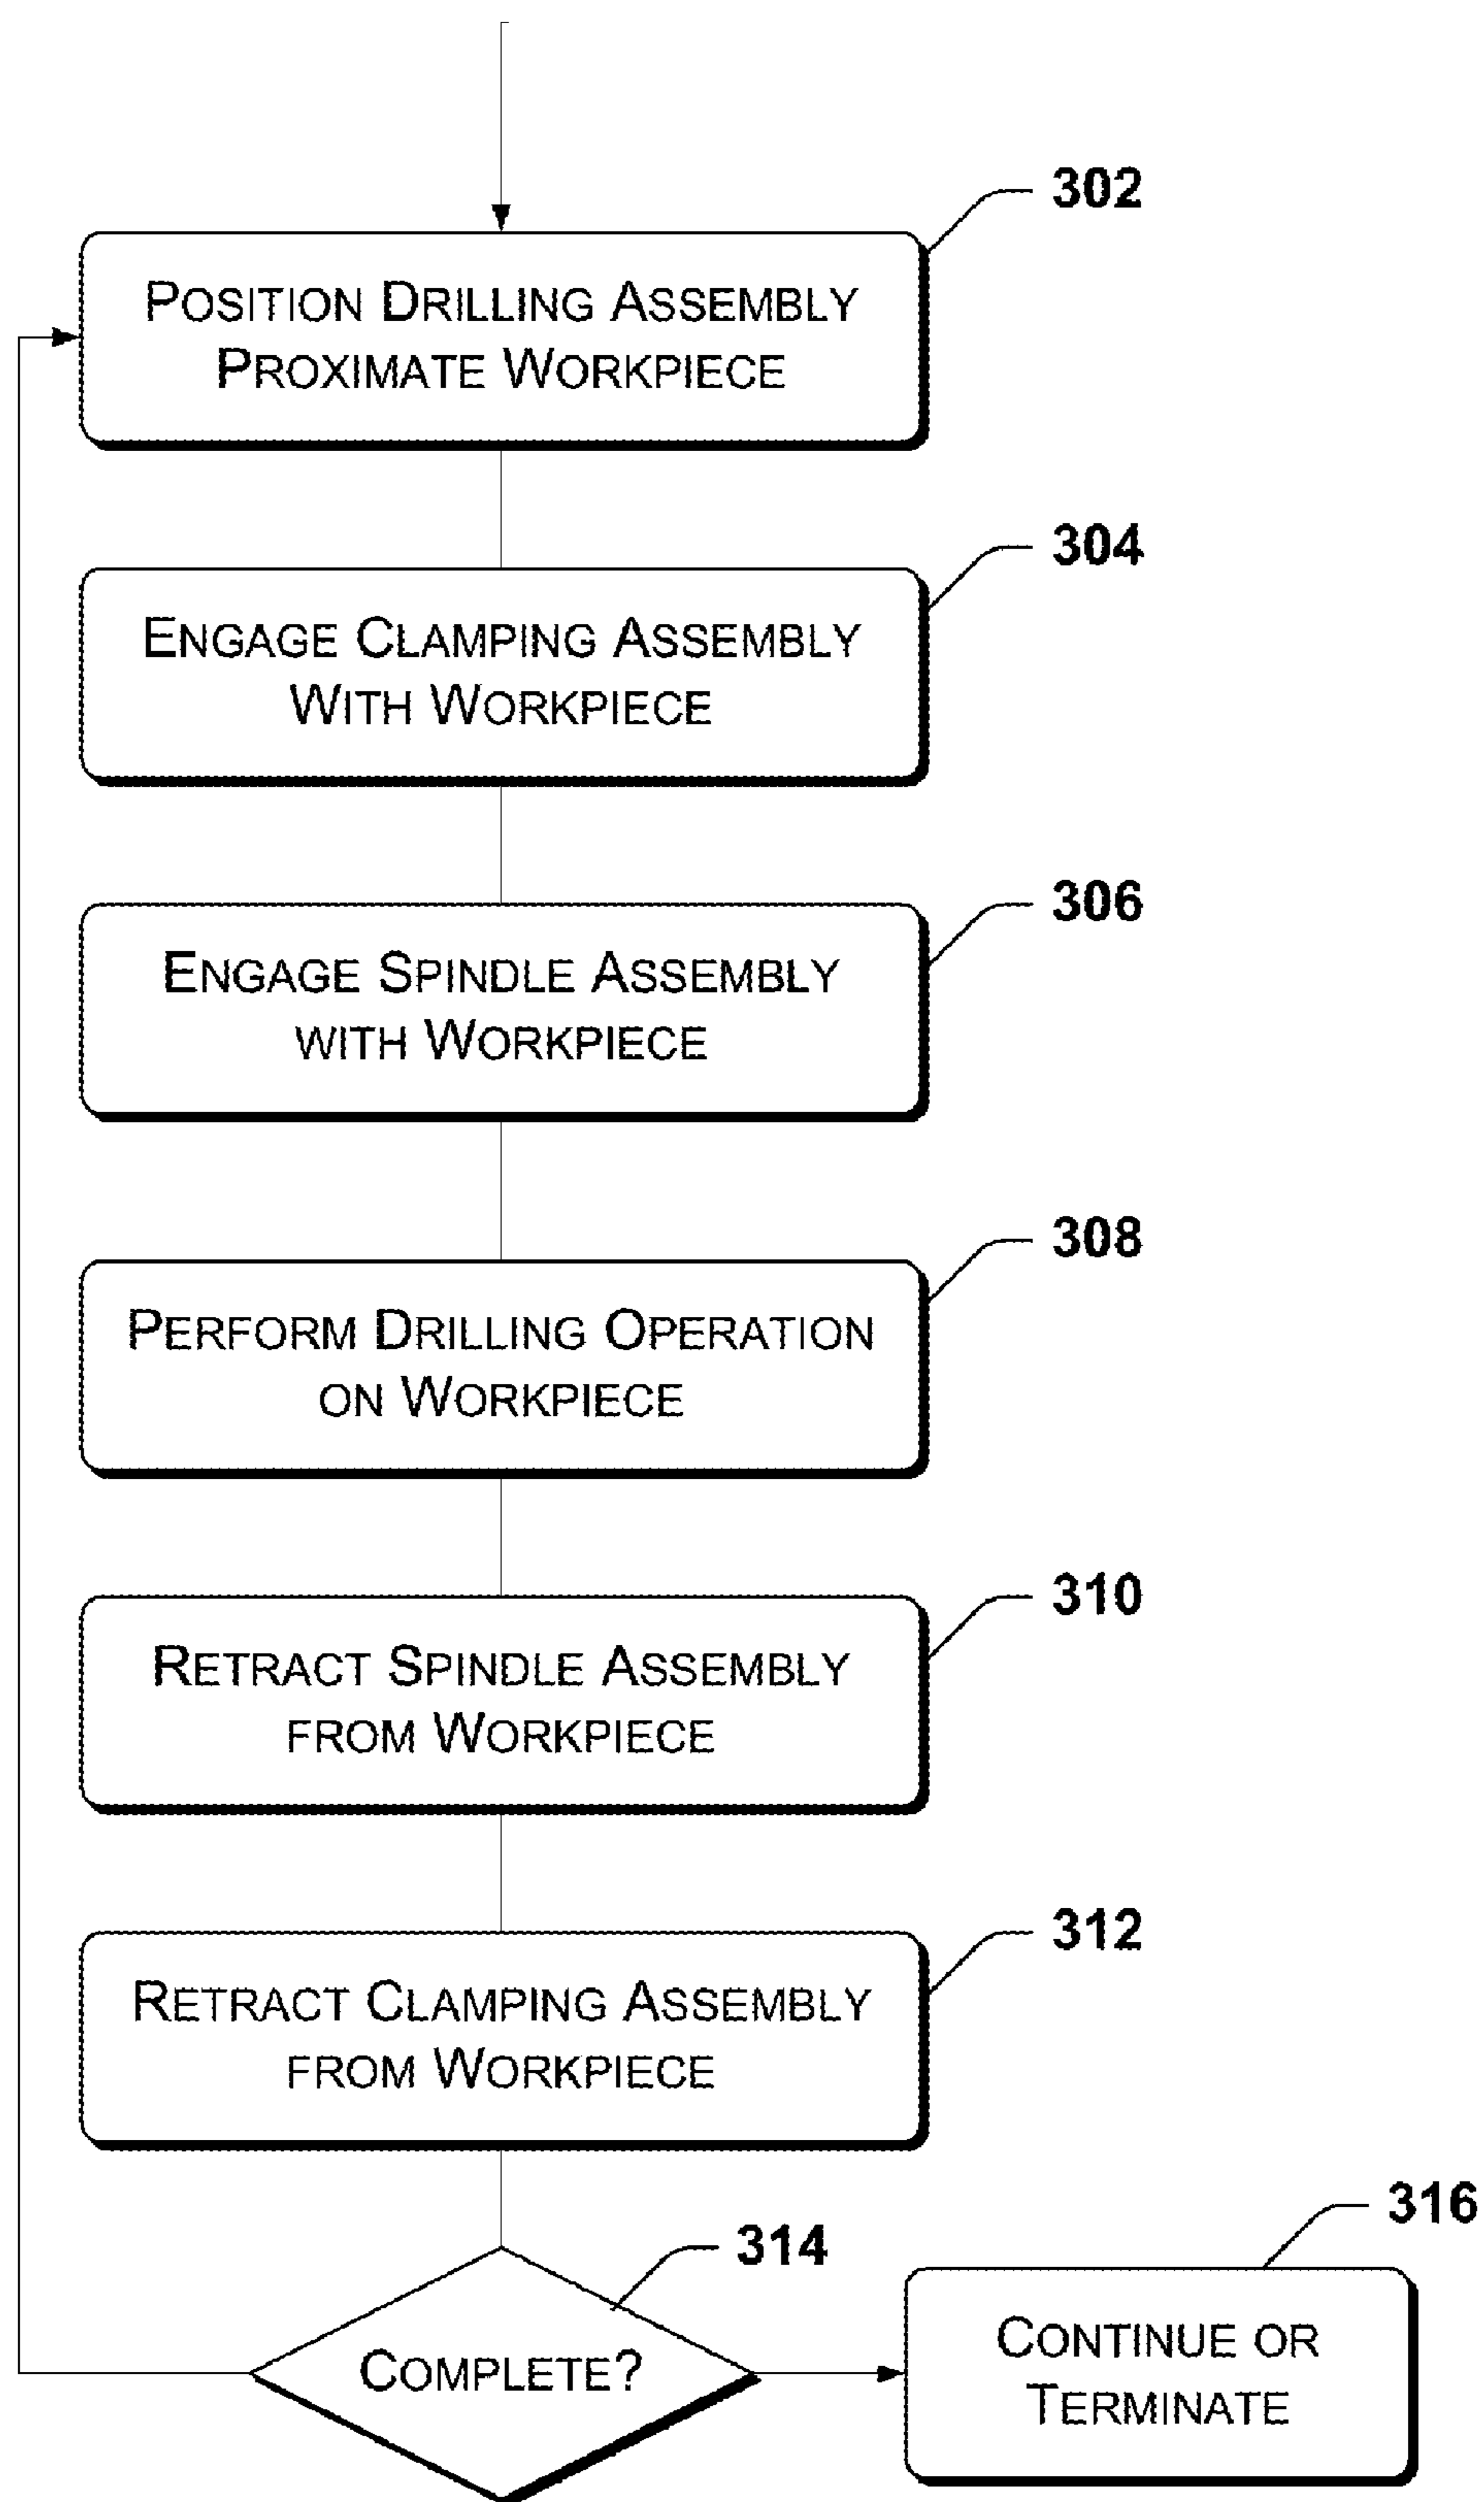 302
POSITION DRILLING ASSEMBLY
PROXIMATE WORKPIECE
304
ENGAGE CLAMPING ASSEMBLY
WITH WORKPIECE
306
ENGAGE SPINDLE ASSEMBLY
WITH WORKPIECE
308
PERFORM DRILLING OPERATION
ON WORKPIECE
310
RETRACT SPINDLE ASSEMBLY
FROM WORKPIECE
312
RETRACT CLAMPING ASSEMBLY
FROM WORKPIECE
314
COMPLETE?
316
CONTINUE OR
TERMINATE